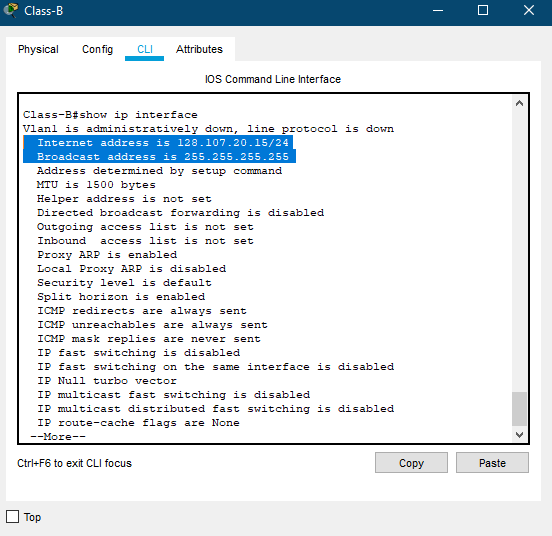 Class-B
Physical Config CLI Attributes
IOS Command Line Interface
Class-B#show ip interface
Vlan1 is administratively down, line protocol is down
Internet address is 128.107.20.15/24
Broadcast address is 255.255.255.255
Address determined by setup command
MTU is 1500 bytes
Helper address is not set
Directed broadcast forwarding is disabled
Outgoing access list is not set
Inbound  access list is not set
Proxy ARP is enabled
Local Proxy ARP is disabled
Security level is default
Split horizon is enabled
ICMP redirects are always sent
ICMP unreachables are always sent
ICMP mask replies are never sent
IP fast switching is disabled
IP fast switching on the same interface is disabled
IP Null turbo vector
IP multicast fast switching is disabled
IP multicast distributed fast switching is disabled
IP route-cache flags are None
--More--
Ctrl+F6 to exit CLI focus Copy Paste
Top